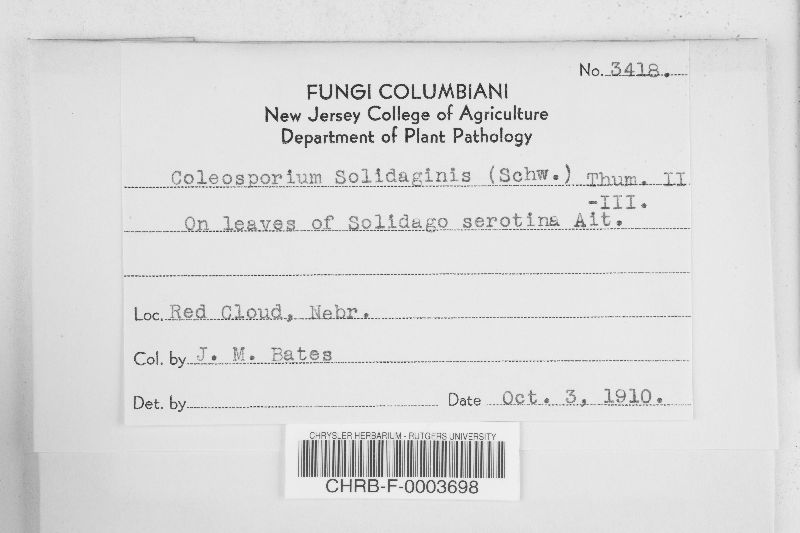 No. 3418.
FUNGI COLUMBIANI
New Jersey College of Agriculture
Department of Plant Pathology
Coleosporium Solidaginis (Schw.) Thum. II
-III.
On leaves of Solidago serotina Ait.
Loc. Red Cloud, Nebr.
Col. by J. M. Bates
Det. by Date Oct. 3, 1910.
CHRYSLER HERBARIUM - RUTGERS UNIVERSITY
CHRB-F-0003698